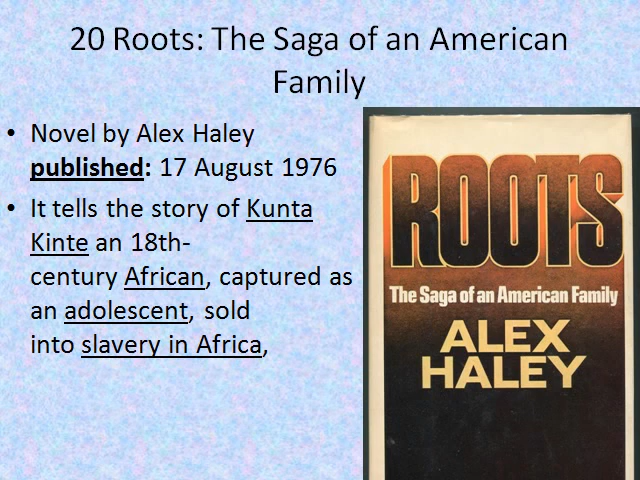 20 Roots: The Saga of an American
Family
• Novel by Alex Haley
published: 17 August 1976
• It tells the story of Kunta
Kinte an 18th-
century African, captured as
an adolescent, sold
into slavery in Africa,
ROOTS
The Saga of an American Family
ALEX
HALEY